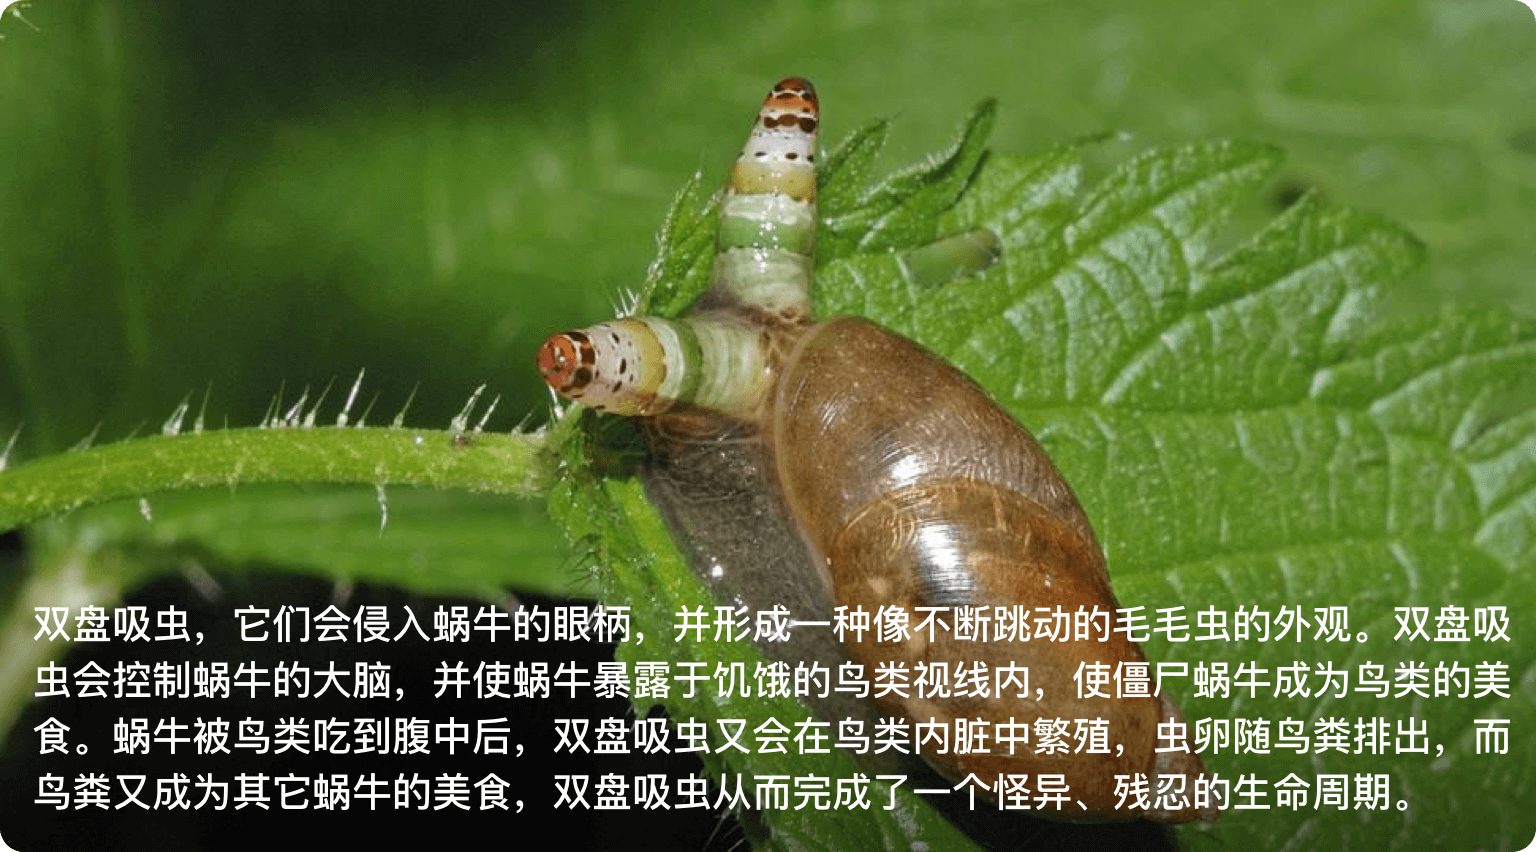 双盘吸虫，它们会侵入蜗牛的眼柄，并形成一种像不断跳动的毛毛虫的外观。双盘吸
虫会控制蜗牛的大脑，并使蜗牛暴露于饥饿的鸟类视线内，使僵尸蜗牛成为鸟类的美
食。蜗牛被鸟类吃到腹中后，双盘吸虫又会在鸟类内脏中繁殖，虫卵随鸟粪排出，而
鸟粪又成为其它蜗牛的美食，双盘吸虫从而完成了一个怪异、残忍的生命周期。